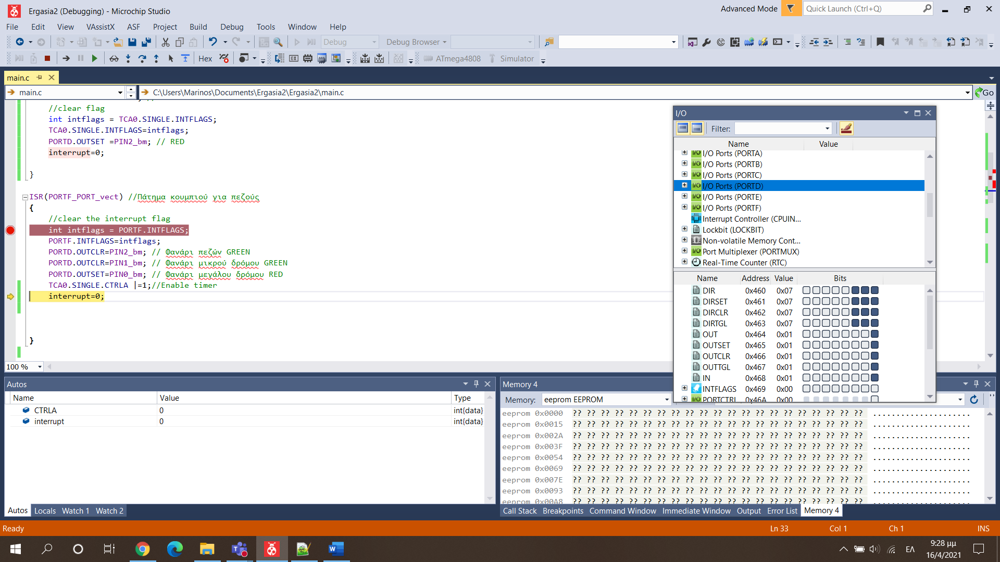 Ergasia2 (Debugging) - Microchip Studio
Advanced Mode
Quick Launch (Ctrl+Q)
File Edit View VAssistX ASF Project Build Debug Tools Window Help
Debug
Debug Browser
Hex
ATmega4808
Simulator
main.c
main.c
C:\Users\Marinos\Documents\Ergasia2\Ergasia2\main.c
Go
//clear flag
int intflags = TCA0.SINGLE.INTFLAGS;
TCA0.SINGLE.INTFLAGS=intflags;
PORTD.OUTSET =PIN2_bm; // RED
interrupt=0;
}
ISR(PORTF_PORT_vect) //Πάτημα κουμπιού για πεζούς
{
//clear the interrupt flag
int intflags = PORTF.INTFLAGS;
PORTF.INTFLAGS=intflags;
PORTD.OUTCLR=PIN2_bm; // Φανάρι πεζών GREEN
PORTD.OUTCLR=PIN1_bm; // Φανάρι μικρού δρόμου GREEN
PORTD.OUTSET=PIN0_bm; // Φανάρι μεγάλου δρόμου RED
TCA0.SINGLE.CTRLA |=1;//Enable timer
interrupt=0;
}
100 %
I/O
Filter:
Name Value
I/O Ports (PORTA)
I/O Ports (PORTB)
I/O Ports (PORTC)
I/O Ports (PORTD)
I/O Ports (PORTE)
I/O Ports (PORTF)
Interrupt Controller (CPUIN...
Lockbit (LOCKBIT)
Non-volatile Memory Cont...
Port Multiplexer (PORTMUX)
Real-Time Counter (RTC)
Name Address Value Bits
DIR 0x460 0x07
DIRSET 0x461 0x07
DIRCLR 0x462 0x07
DIRTGL 0x463 0x07
OUT 0x464 0x01
OUTSET 0x465 0x01
OUTCLR 0x466 0x01
OUTTGL 0x467 0x01
IN 0x468 0x01
INTFLAGS 0x469 0x00
PORTCTRL 0x46A 0x00
Autos
Name Value Type
CTRLA 0 int{data}
interrupt 0 int{data}
Autos Locals Watch 1 Watch 2
Memory 4
Memory: eeprom EEPROM
eeprom 0x0000 ?? ?? ?? ?? ?? ?? ?? ?? ?? ?? ?? ?? ?? ?? ?? ?? ?? ?? ?? ?? ?? .....................
eeprom 0x0015 ?? ?? ?? ?? ?? ?? ?? ?? ?? ?? ?? ?? ?? ?? ?? ?? ?? ?? ?? ?? ?? .....................
eeprom 0x002A ?? ?? ?? ?? ?? ?? ?? ?? ?? ?? ?? ?? ?? ?? ?? ?? ?? ?? ?? ?? ?? .....................
eeprom 0x003F ?? ?? ?? ?? ?? ?? ?? ?? ?? ?? ?? ?? ?? ?? ?? ?? ?? ?? ?? ?? ?? .....................
eeprom 0x0054 ?? ?? ?? ?? ?? ?? ?? ?? ?? ?? ?? ?? ?? ?? ?? ?? ?? ?? ?? ?? ?? .....................
eeprom 0x0069 ?? ?? ?? ?? ?? ?? ?? ?? ?? ?? ?? ?? ?? ?? ?? ?? ?? ?? ?? ?? ?? .....................
eeprom 0x007E ?? ?? ?? ?? ?? ?? ?? ?? ?? ?? ?? ?? ?? ?? ?? ?? ?? ?? ?? ?? ?? .....................
eeprom 0x0093 ?? ?? ?? ?? ?? ?? ?? ?? ?? ?? ?? ?? ?? ?? ?? ?? ?? ?? ?? ?? ?? .....................
eeprom 0x00A8 ?? ?? ?? ?? ?? ?? ?? ?? ?? ?? ?? ?? ?? ?? ?? ?? ?? ?? ?? ?? ?? .....................
Call Stack Breakpoints Command Window Immediate Window Output Error List Memory 4
Ready
Ln 33 Col 1 Ch 1 INS
ΕΛ
9:28 μμ
16/4/2021